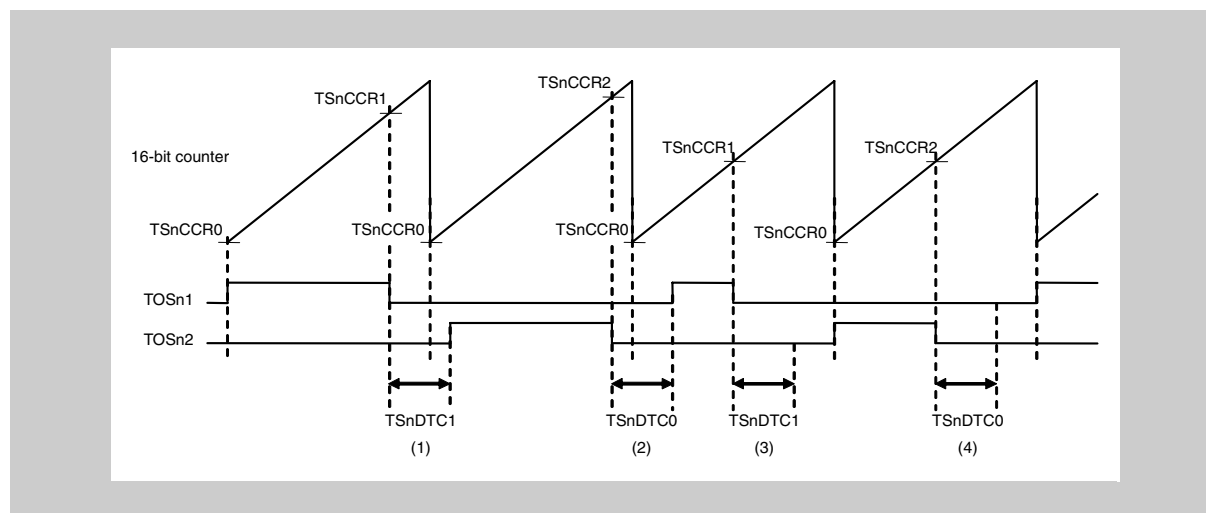 TSnCCR2
TSnCCR1
TSnCCR1 TSnCCR2
16-bit counter
TSnCCR0 TSnCCR0 TSnCCR0 TSnCCR0
TOSn1
TOSn2
TSnDTC1 TSnDTC0 TSnDTC1 TSnDTC0
(1) (2) (3) (4)